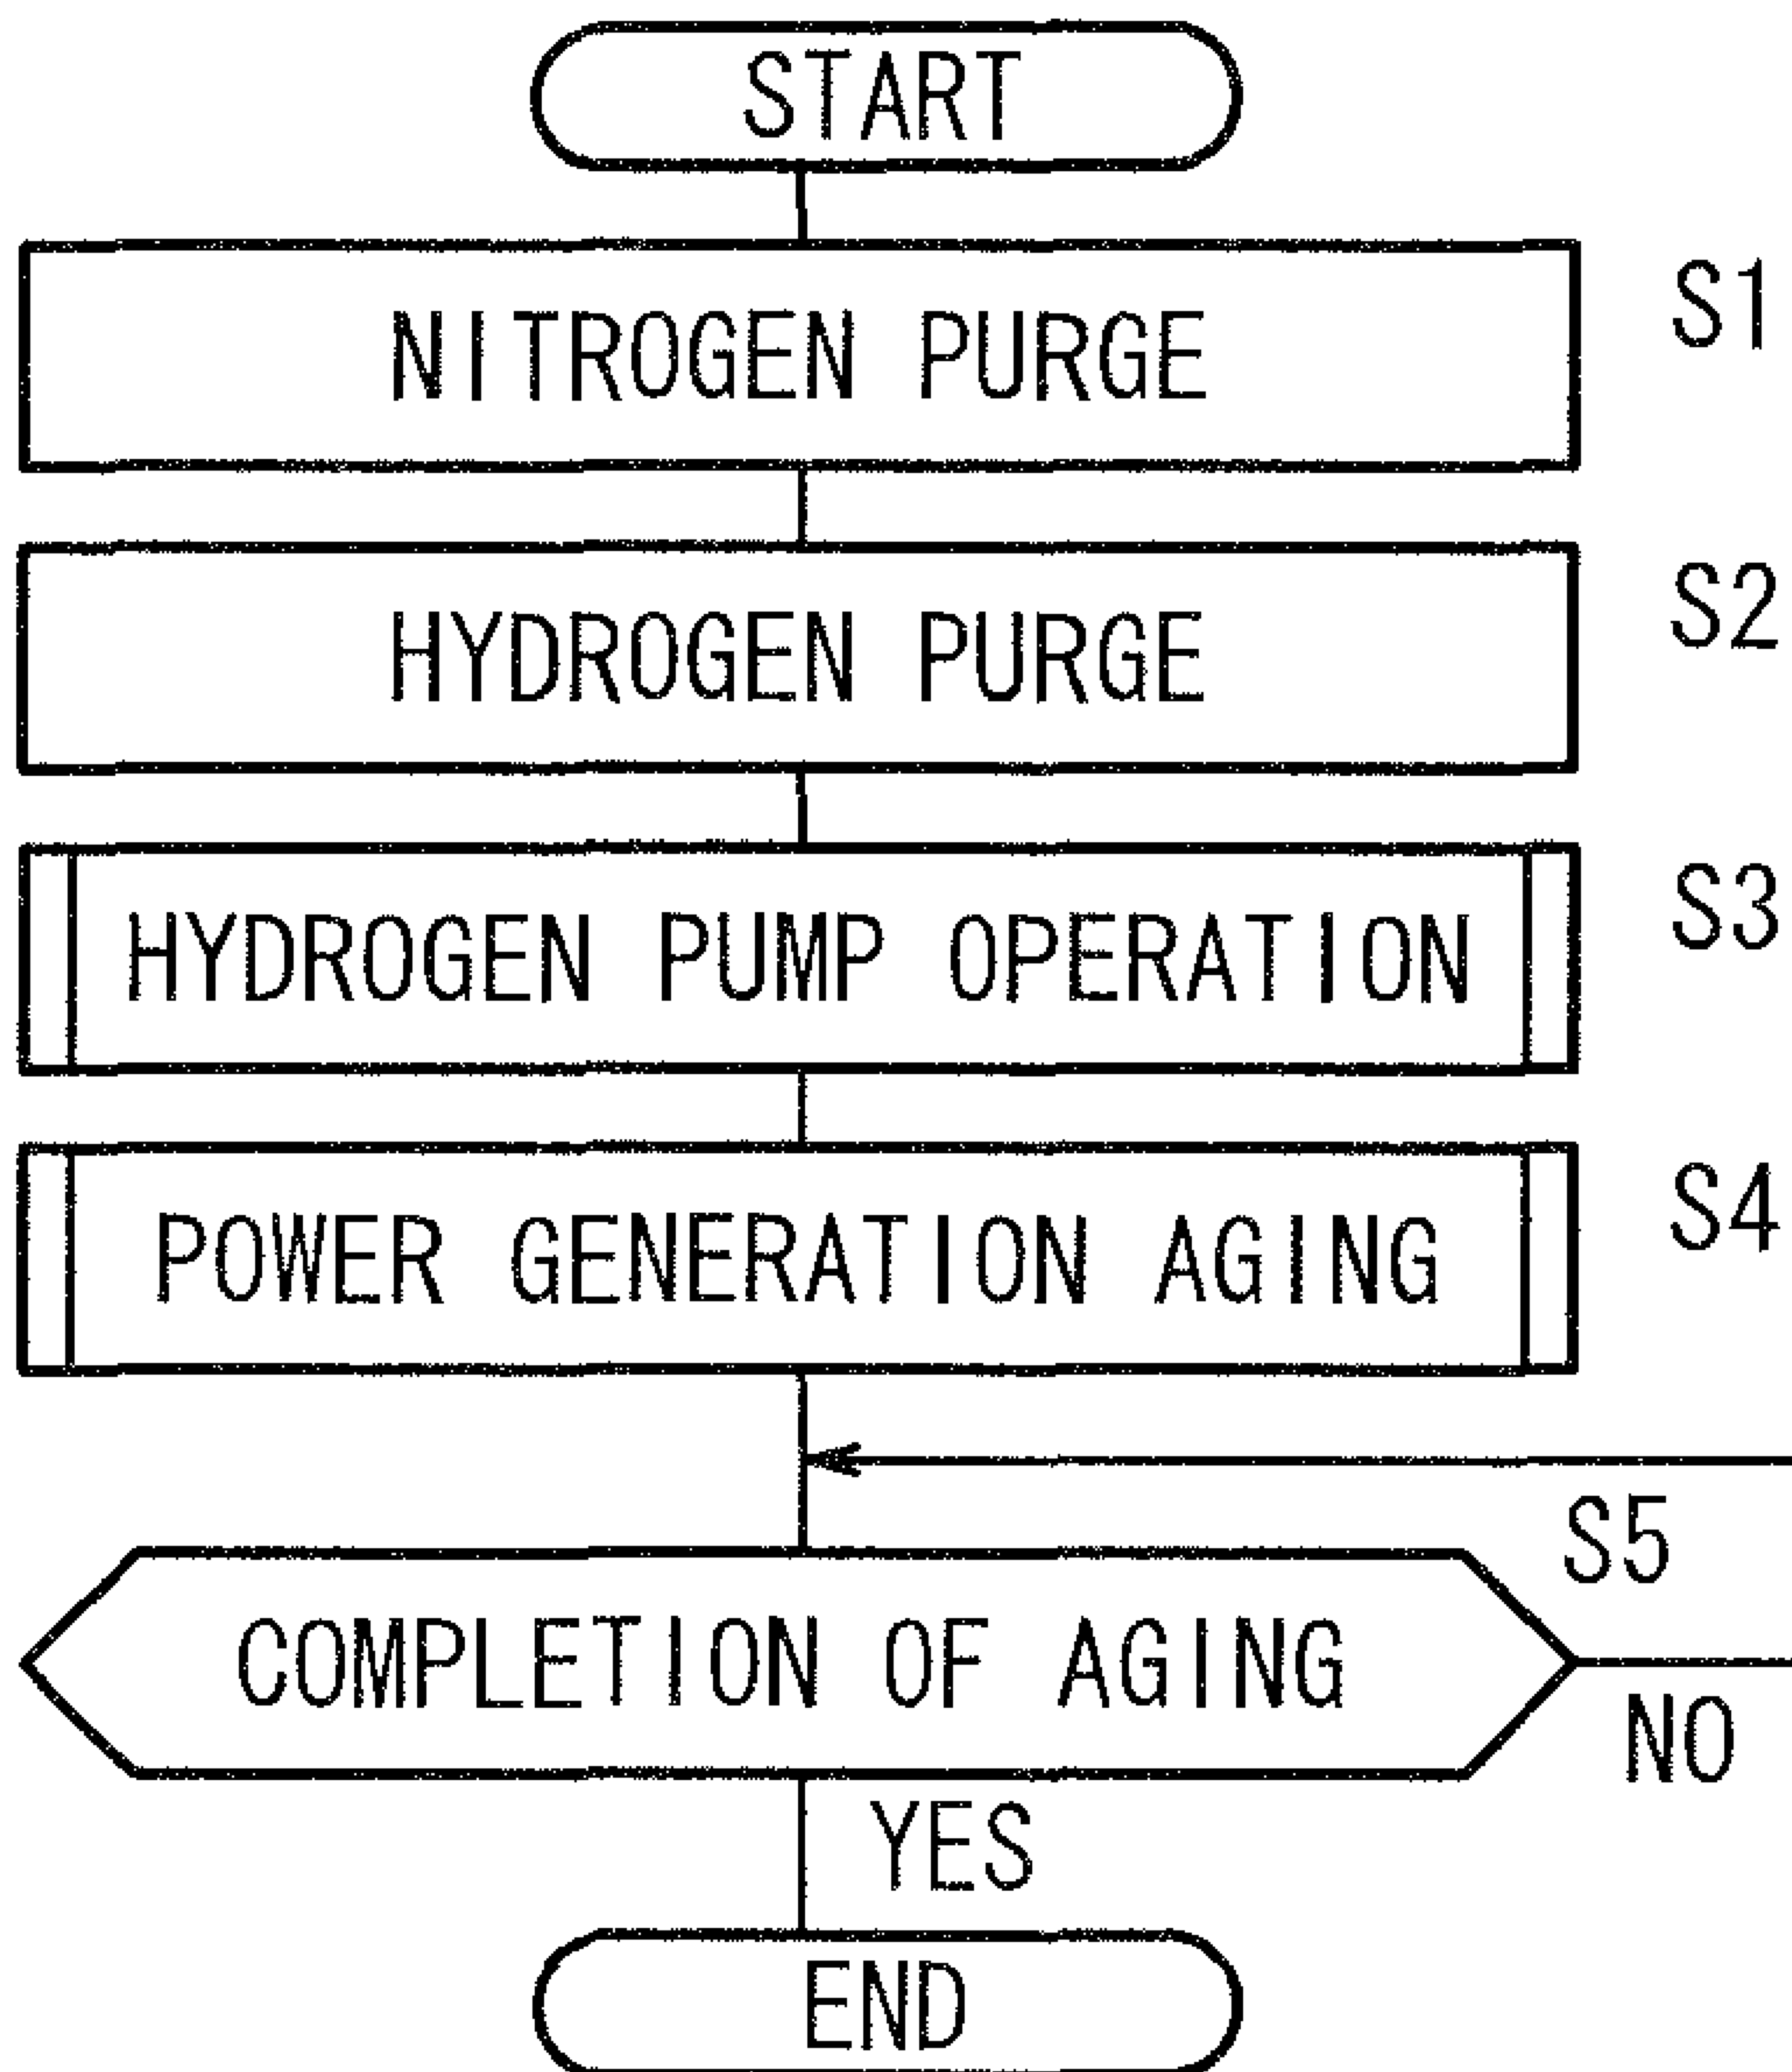 START
NITROGEN PURGE
S1
HYDROGEN PURGE
S2
HYDROGEN PUMP OPERATION
S3
POWER GENERATION AGING
S4
S5
COMPLETION OF AGING
NO
YES
END